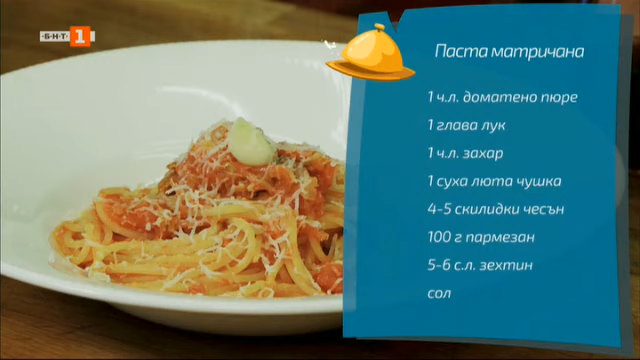 БНТ 1
Паста матричана
1 ч.л. доматено пюре
1 глава лук
1 ч.л. захар
1 суха люта чушка
4-5 скилидки чесън
100 г пармезан
5-6 с.л. зехтин
сол